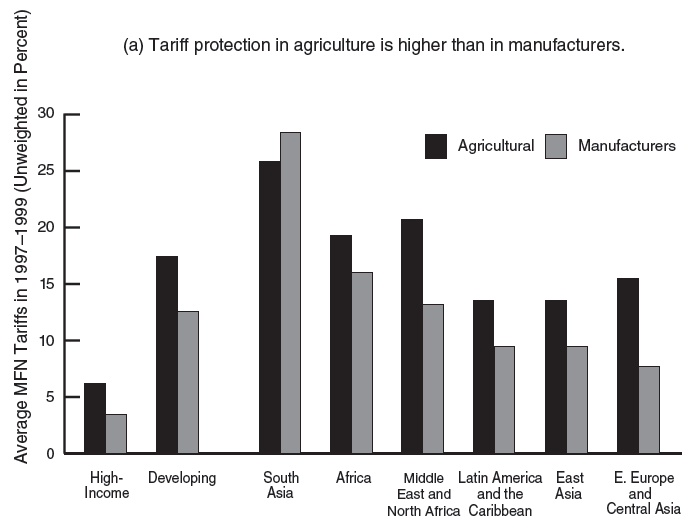 (a) Tariff protection in agriculture is higher than in manufacturers.
Average MFN Tariffs in 1997–1999 (Unweighted in Percent)
30
25
20
15
10
5
0
Agricultural
Manufacturers
High-
Income
Developing
South
Asia
Africa
Middle
East and
North Africa
Latin America
and the
Caribbean
East
Asia
E. Europe
and
Central Asia